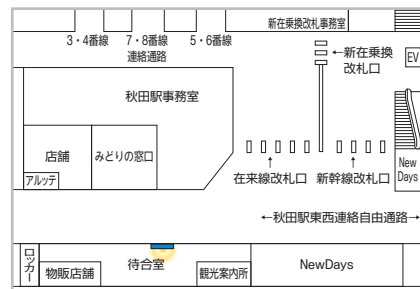 新在乗換改札事務室
3・4番線
7・8番線
連絡通路
5・6番線
←新在乗換
改札口
EV
秋田駅事務室
店舗
みどりの窓口
アルッテ
在来線改札口
新幹線改札口
New
Days
←秋田駅東西連絡自由通路→
ロッカー
物販店舗
待合室
観光案内所
NewDays